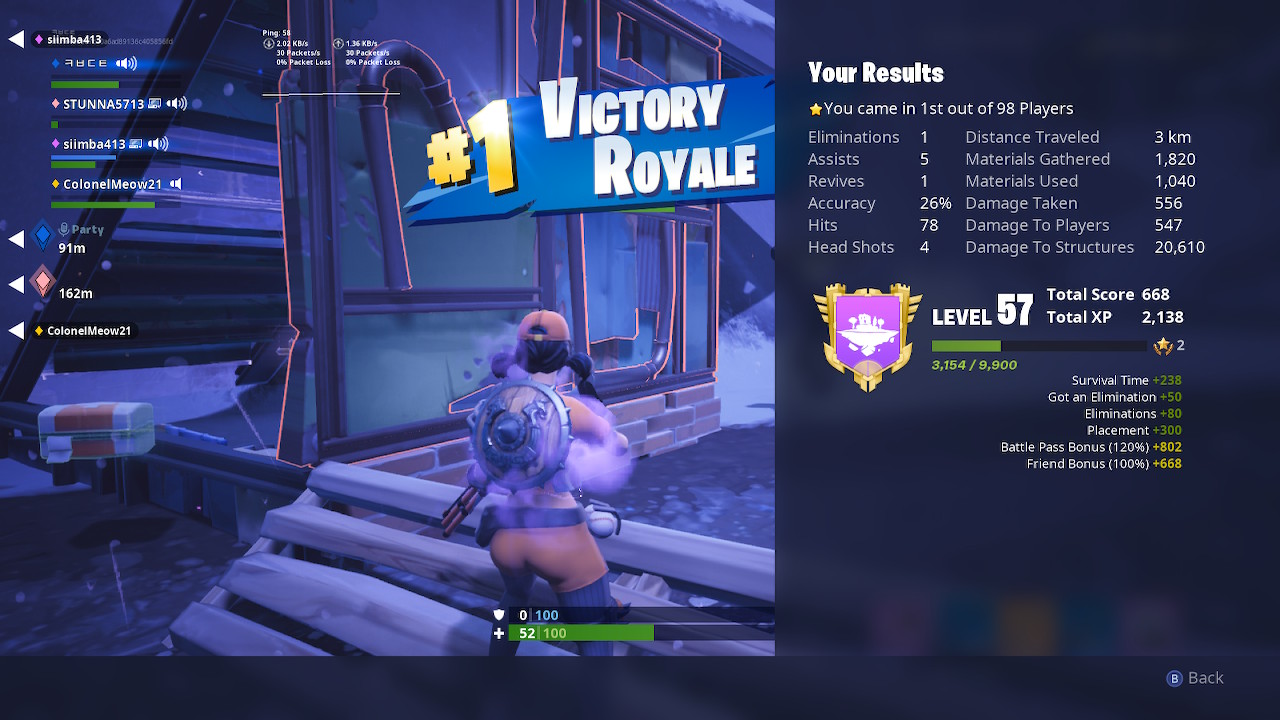 siimba413
ㅋㅂㄷㅌ
STUNNA5713
siimba413
ColonelMeow21
Party
91m
162m
ColonelMeow21
Ping: 58
2.02 KB/s 1.36 KB/s
30 Packets/s 30 Packets/s
0% Packet Loss 0% Packet Loss
#1 VICTORY
ROYALE
0 | 100
52 | 100
Your Results
You came in 1st out of 98 Players
Eliminations 1 Distance Traveled 3 km
Assists 5 Materials Gathered 1,820
Revives 1 Materials Used 1,040
Accuracy 26% Damage Taken 556
Hits 78 Damage To Players 547
Head Shots 4 Damage To Structures 20,610
LEVEL 57
Total Score 668
Total XP 2,138
2
3,154 / 9,900
Survival Time +238
Got an Elimination +50
Eliminations +80
Placement +300
Battle Pass Bonus (120%) +802
Friend Bonus (100%) +668
B Back